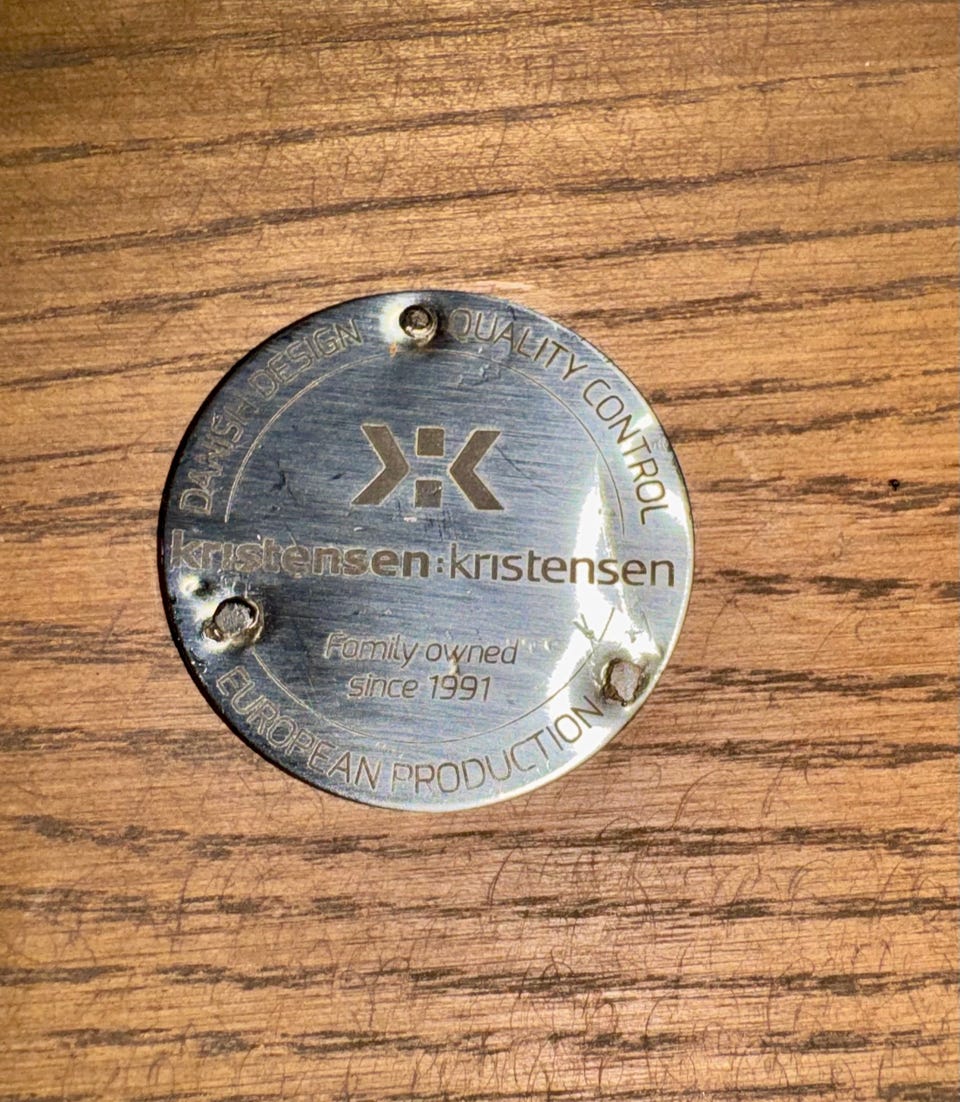 DANISH DESIGN
QUALITY CONTROL
kristensen:kristensen
Family owned
since 1991
EUROPEAN PRODUCTION